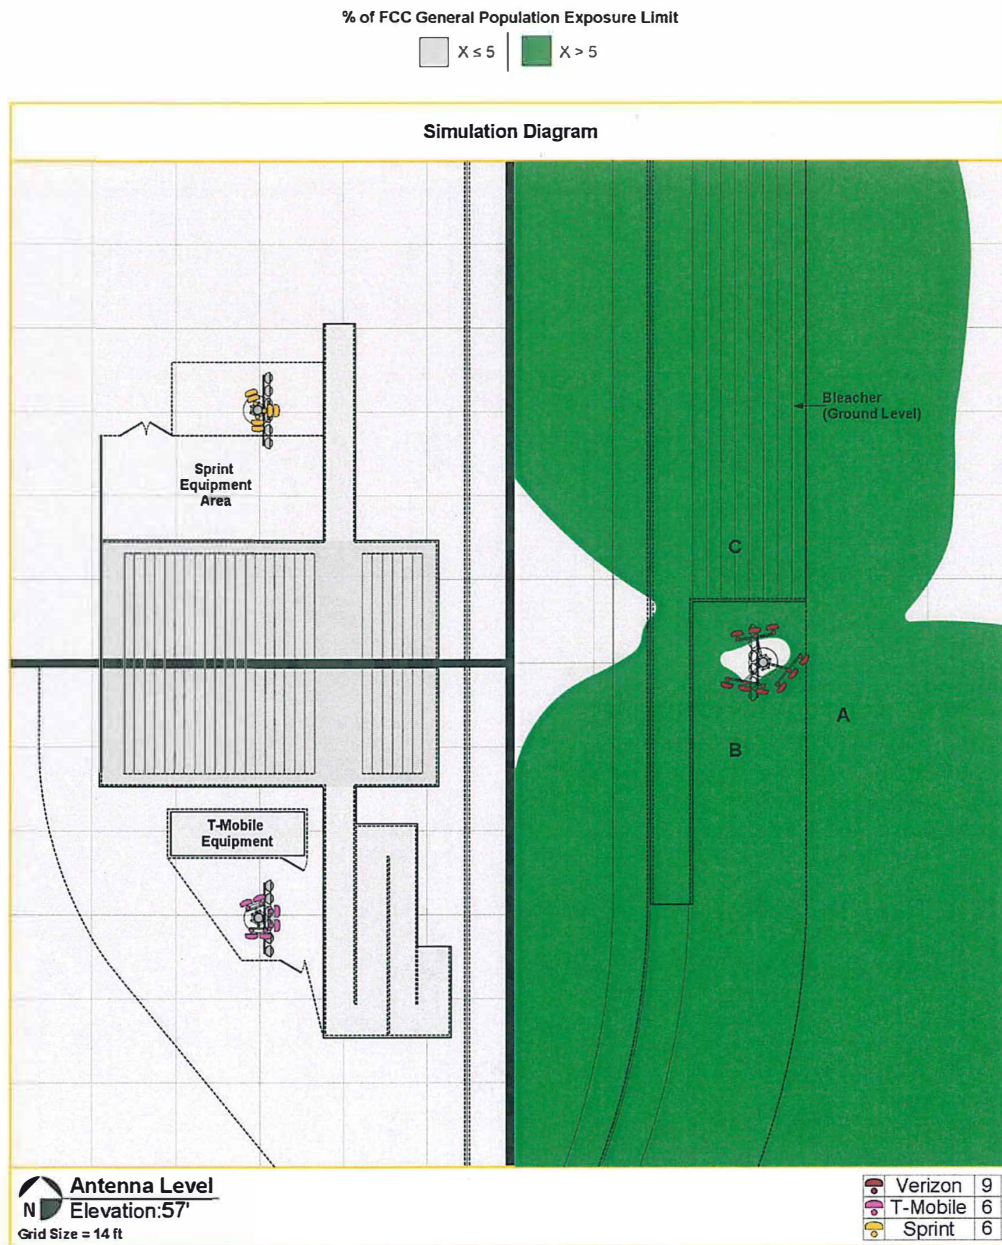 % of FCC General Population Exposure Limit
X ≤ 5
X > 5
Simulation Diagram
Bleacher
(Ground Level)
Sprint
Equipment
Area
C
A
B
T-Mobile
Equipment
N
Antenna Level
Elevation:57'
Grid Size = 14 ft
Verizon 9
T-Mobile 6
Sprint 6